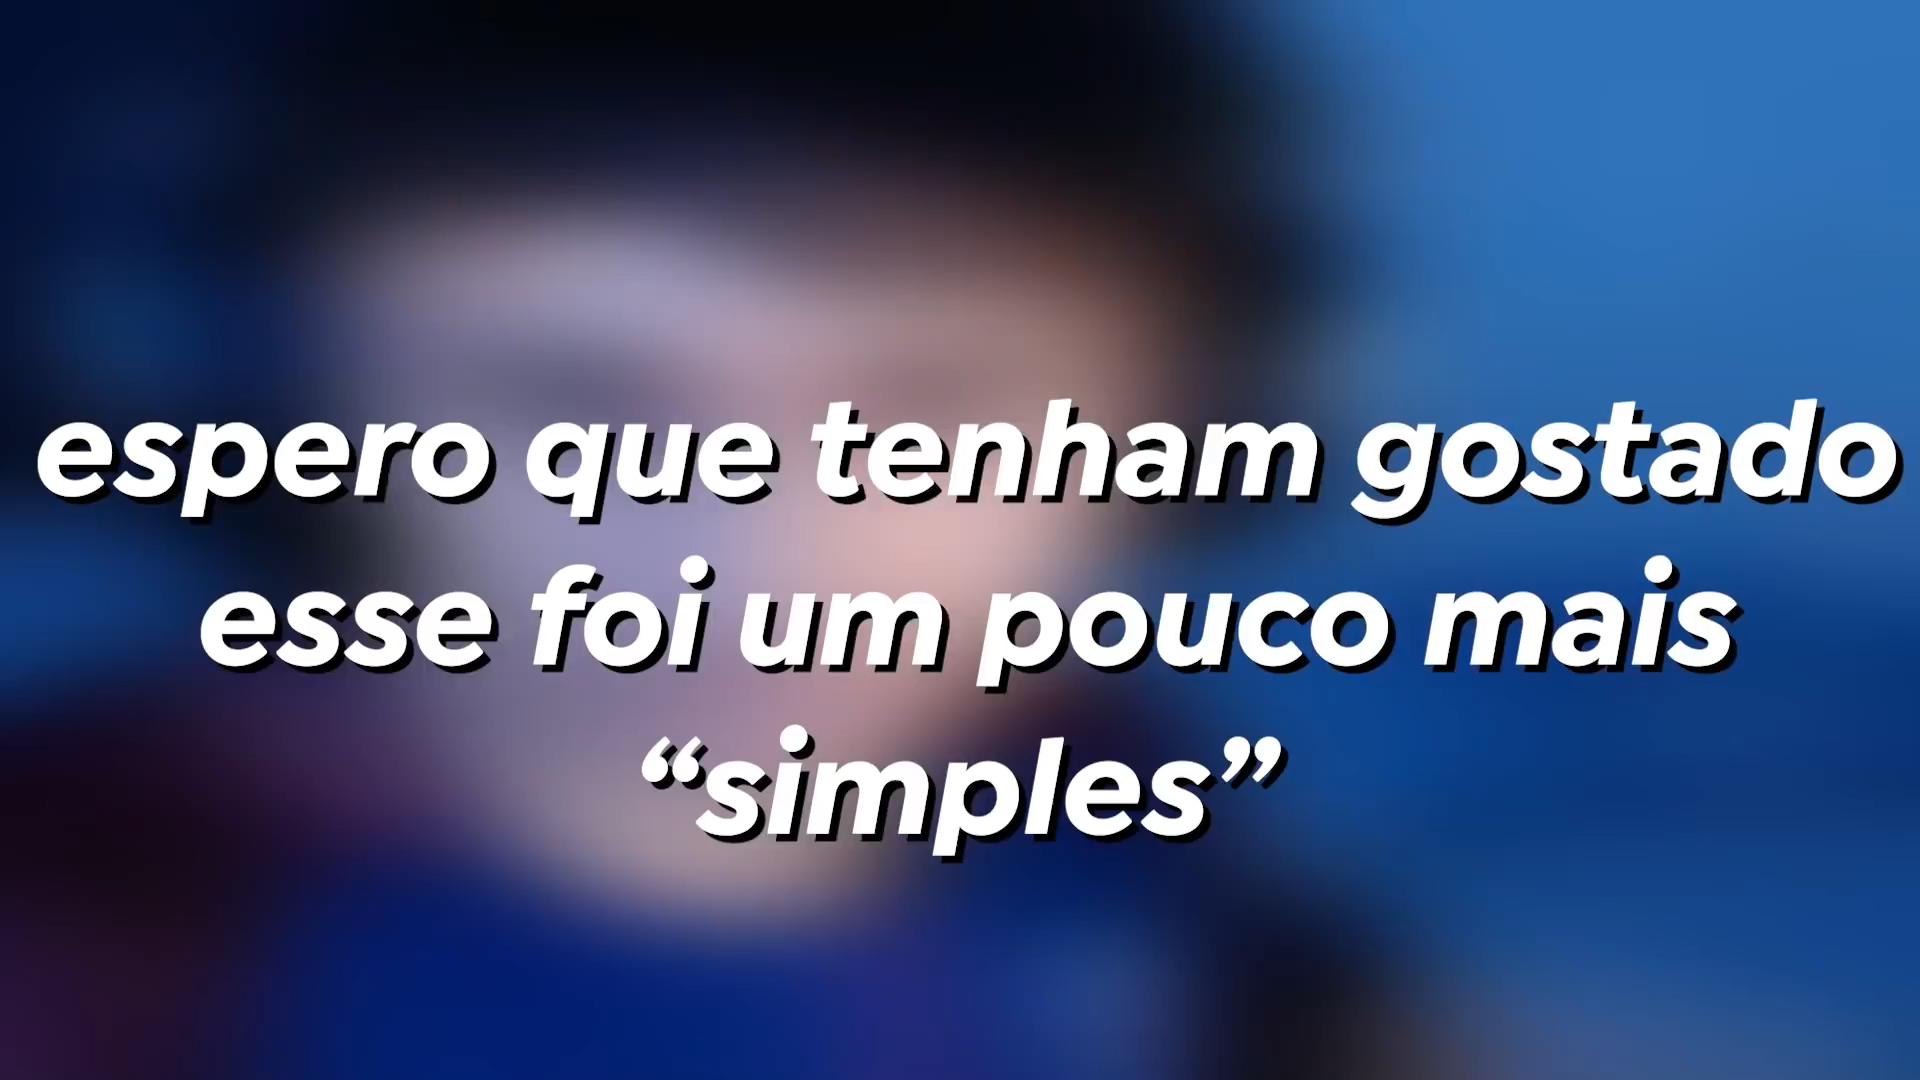 espero que tenham gostado
esse foi um pouco mais
“simples”